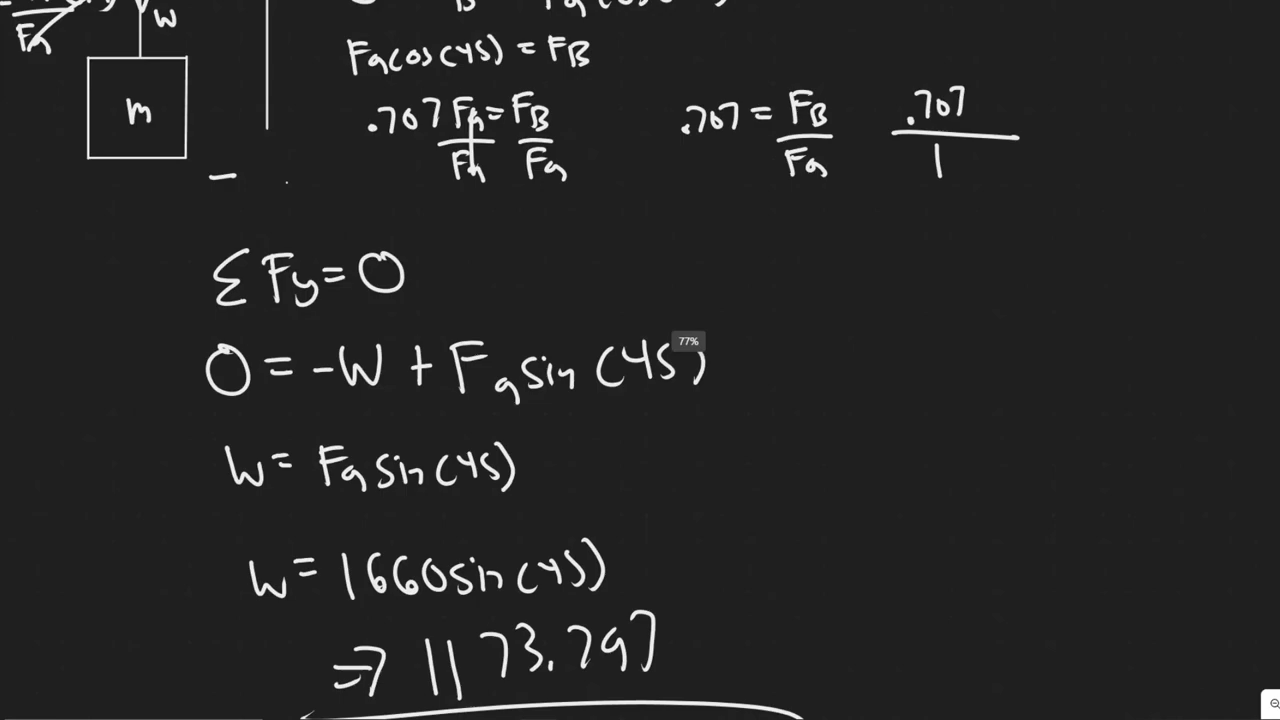 W
Fa
m
Fa cos(45) = FB
.707 Fa = FB
Fa Fa
.707 = FB
Fa
.707
1
ΣFy = 0
0 = -W + Fa sin (45)
77%
W = Fa sin(45)
W = 1660 sin(45)
⇒ 1173.797